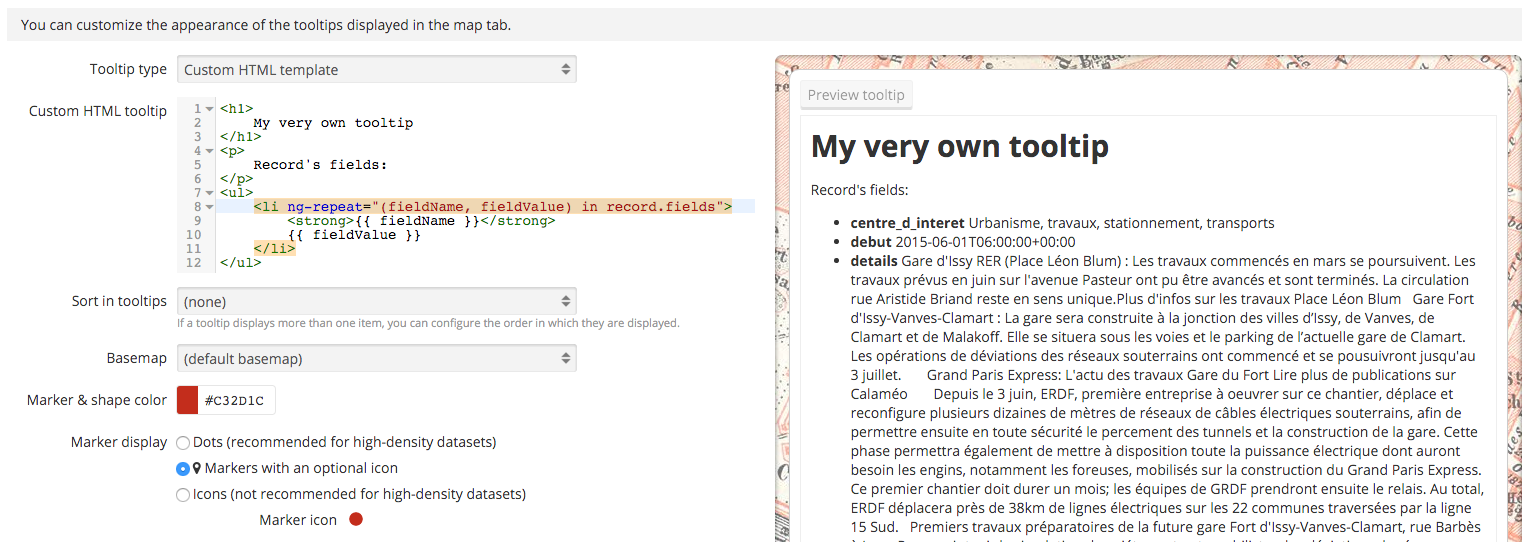 You can customize the appearance of the tooltips displayed in the map tab.
Tooltip type
Custom HTML template
Custom HTML tooltip
1 <h1>
2 My very own tooltip
3 </h1>
4 <p>
5 Record's fields:
6 </p>
7 <ul>
8 <li ng-repeat="(fieldName, fieldValue) in record.fields">
9 <strong>{{ fieldName }}</strong>
10 {{ fieldValue }}
11 </li>
12 </ul>
Sort in tooltips
(none)
If a tooltip displays more than one item, you can configure the order in which they are displayed.
Basemap
(default basemap)
Marker & shape color
#C32D1C
Marker display
Dots (recommended for high-density datasets)
Markers with an optional icon
Icons (not recommended for high-density datasets)
Marker icon
Preview tooltip
My very own tooltip
Record's fields:
• centre_d_interet Urbanisme, travaux, stationnement, transports
• debut 2015-06-01T06:00:00+00:00
• details Gare d'Issy RER (Place Léon Blum) : Les travaux commencés en mars se poursuivent. Les
travaux prévus en juin sur l'avenue Pasteur ont pu être avancés et sont terminés. La circulation
rue Aristide Briand reste en sens unique.Plus d'infos sur les travaux Place Léon Blum Gare Fort
d'Issy-Vanves-Clamart : La gare sera construite à la jonction des villes d’Issy, de Vanves, de
Clamart et de Malakoff. Elle se situera sous les voies et le parking de l’actuelle gare de Clamart.
Les opérations de déviations des réseaux souterrains ont commencé et se pousuivront jusqu'au
3 juillet. Grand Paris Express: L'actu des travaux Gare du Fort Lire plus de publications sur
Calaméo Depuis le 3 juin, ERDF, première entreprise à oeuvrer sur ce chantier, déplace et
reconfigure plusieurs dizaines de mètres de réseaux de câbles électriques souterrains, afin de
permettre ensuite en toute sécurité le percement des tunnels et la construction de la gare. Cette
phase permettra également de mettre à disposition toute la puissance électrique dont auront
besoin les engins, notamment les foreuses, mobilisés sur la construction du Grand Paris Express.
Ce premier chantier doit durer un mois; les équipes de GRDF prendront ensuite le relais. Au total,
ERDF déplacera près de 38km de lignes électriques sur les 22 communes traversées par la ligne
15 Sud. Premiers travaux préparatoires de la future gare Fort d'Issy-Vanves-Clamart, rue Barbès